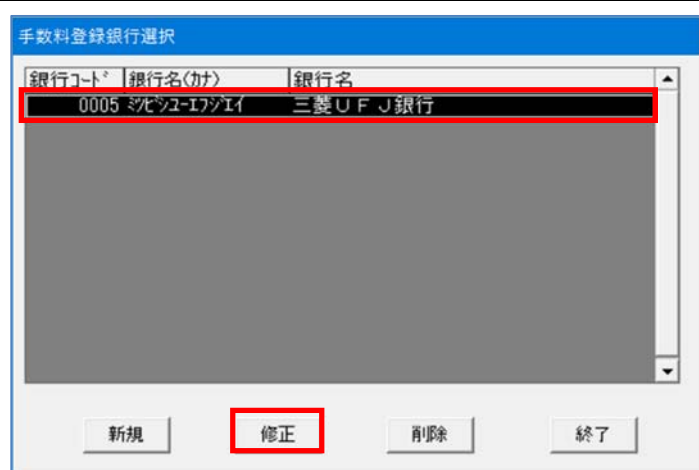 手数料登録銀行選択
銀行ｺｰﾄﾞ 銀行名(ｶﾅ) 銀行名
0005 ﾐﾂﾋﾞｼﾕｰｴﾌｼﾞｴｲ 三菱ＵＦＪ銀行
新規 修正 削除 終了